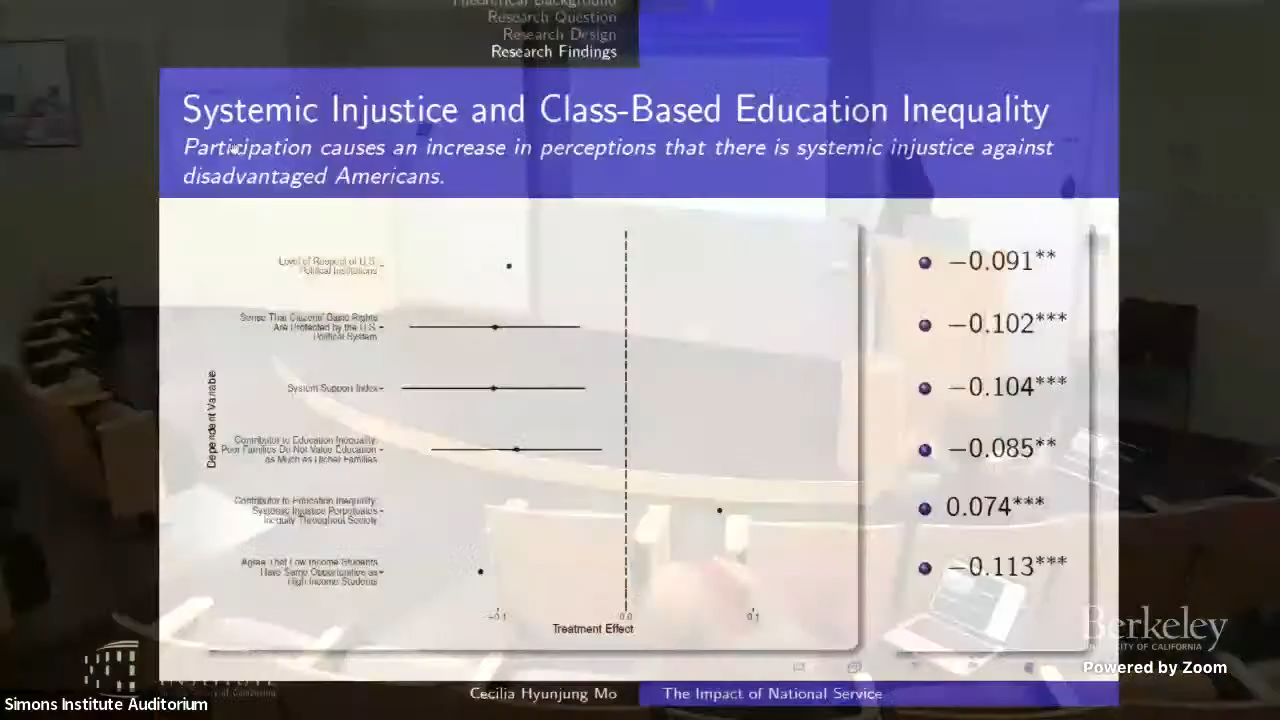 Theoretical Background
Research Question
Research Design
Research Findings
Systemic Injustice and Class-Based Education Inequality
Participation causes an increase in perceptions that there is systemic injustice against
disadvantaged Americans.
Level of Respect of U.S.
Political Institutions
Sense That Citizens' Basic Rights
Are Protected by the U.S.
Political System
System Support Index
Contributor to Education Inequality:
Poor Families Do Not Value Education
as Much as Richer Families
Contributor to Education Inequality:
Systemic Injustice Perpetuates
Inequity Throughout Society
Agree That Low Income Students
Have Same Opportunities as
High Income Students
Dependent Variable
−0.1 0.0 0.1
Treatment Effect
−0.091**
−0.102***
−0.104***
−0.085**
0.074***
−0.113***
Berkeley
UNIVERSITY OF CALIFORNIA
Powered by Zoom
INSTITUTE
Cecilia Hyunjung Mo The Impact of National Service
Simons Institute Auditorium